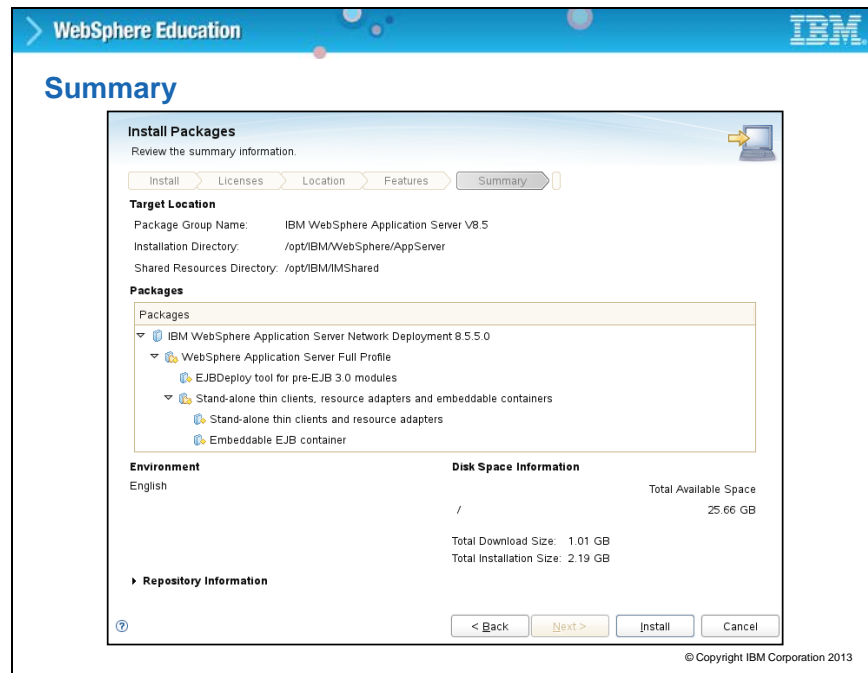 WebSphere Education
IBM
Summary
Install Packages
Review the summary information.
Install
Licenses
Location
Features
Summary
Target Location
Package Group Name: IBM WebSphere Application Server V8.5
Installation Directory: /opt/IBM/WebSphere/AppServer
Shared Resources Directory: /opt/IBM/IMShared
Packages
Packages
IBM WebSphere Application Server Network Deployment 8.5.5.0
WebSphere Application Server Full Profile
EJBDeploy tool for pre-EJB 3.0 modules
Stand-alone thin clients, resource adapters and embeddable containers
Stand-alone thin clients and resource adapters
Embeddable EJB container
Environment
English
Disk Space Information
Total Available Space
/ 25.66 GB
Total Download Size: 1.01 GB
Total Installation Size: 2.19 GB
Repository Information
?
< Back
Next >
Install
Cancel
© Copyright IBM Corporation 2013